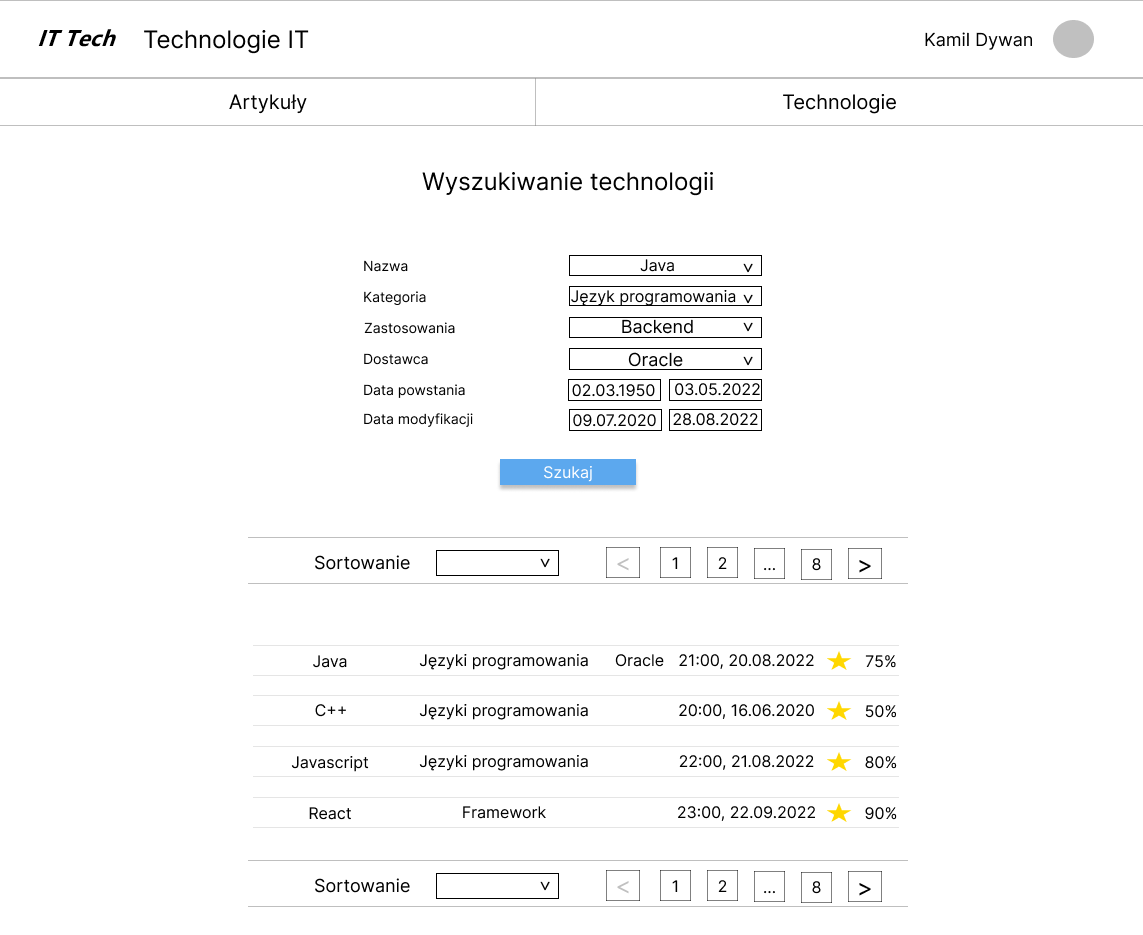 IT Tech Technologie IT Kamil Dywan
Artykuły Technologie
Wyszukiwanie technologii
Nazwa Java v
Kategoria Język programowania v
Zastosowania Backend v
Dostawca Oracle v
Data powstania 02.03.1950 03.05.2022
Data modyfikacji 09.07.2020 28.08.2022
Szukaj
Sortowanie v < 1 2 ... 8 >
Java Języki programowania Oracle 21:00, 20.08.2022 75%
C++ Języki programowania 20:00, 16.06.2020 50%
Javascript Języki programowania 22:00, 21.08.2022 80%
React Framework 23:00, 22.09.2022 90%
Sortowanie v < 1 2 ... 8 >